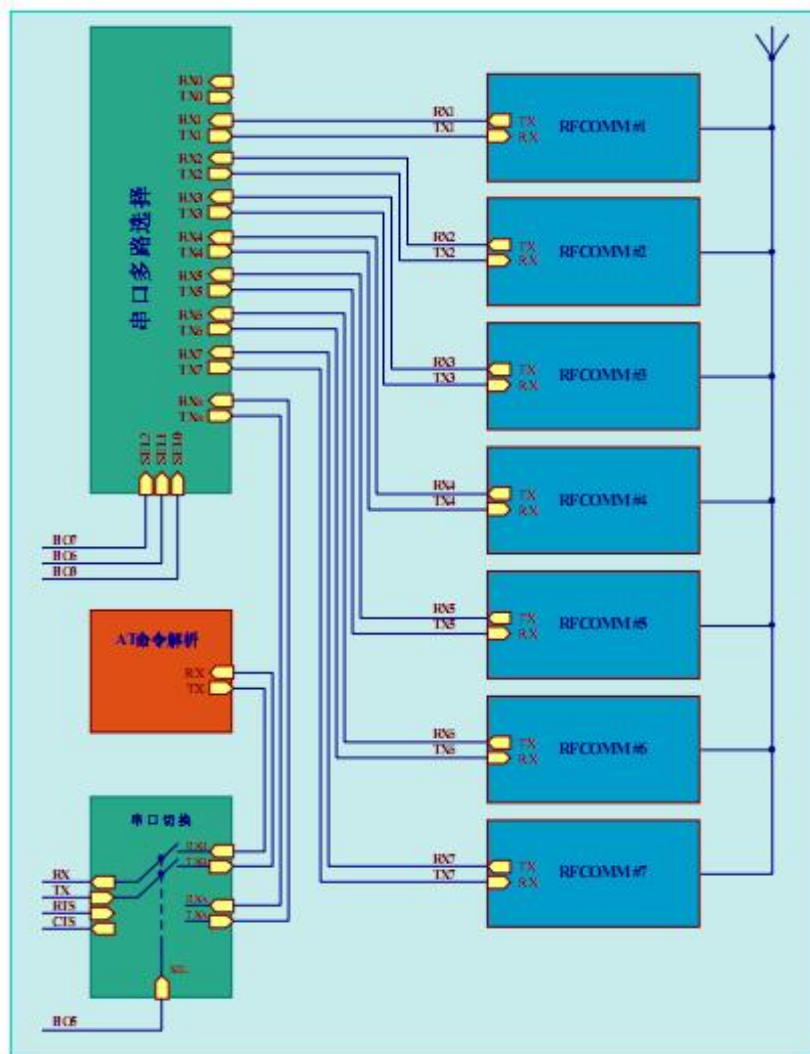 串口多路选择
RX0
TX0
RX1
TX1
RX2
TX2
RX3
TX3
RX4
TX4
RX5
TX5
RX6
TX6
RX7
TX7
SEL2
SEL1
SEL0
RX1 TX RFCOMM #1
TX1 RX
RX2 TX RFCOMM #2
TX2 RX
RX3 TX RFCOMM #3
TX3 RX
RX4 TX RFCOMM #4
TX4 RX
RX5 TX RFCOMM #5
TX5 RX
RX6 TX RFCOMM #6
TX6 RX
RX7 TX RFCOMM #7
TX7 RX
AT命令解析
RX
TX
串口切换
RX
TX
RTS
CTS
SEL